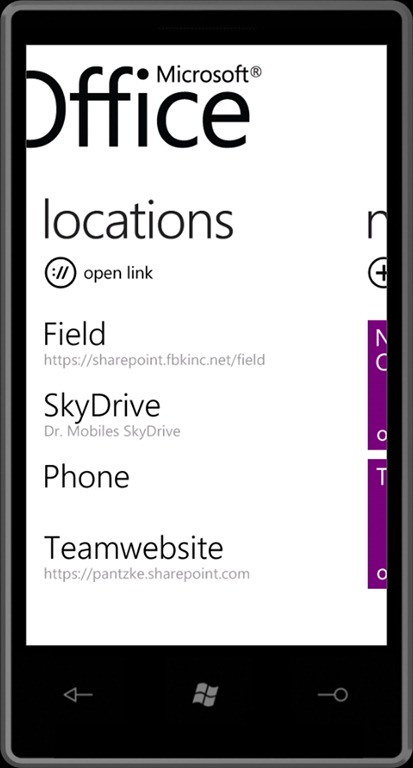 Microsoft®
Office
locations
open link
Field
https://sharepoint.fbkinc.net/field
SkyDrive
Dr. Mobiles SkyDrive
Phone
Teamwebsite
https://pantzke.sharepoint.com